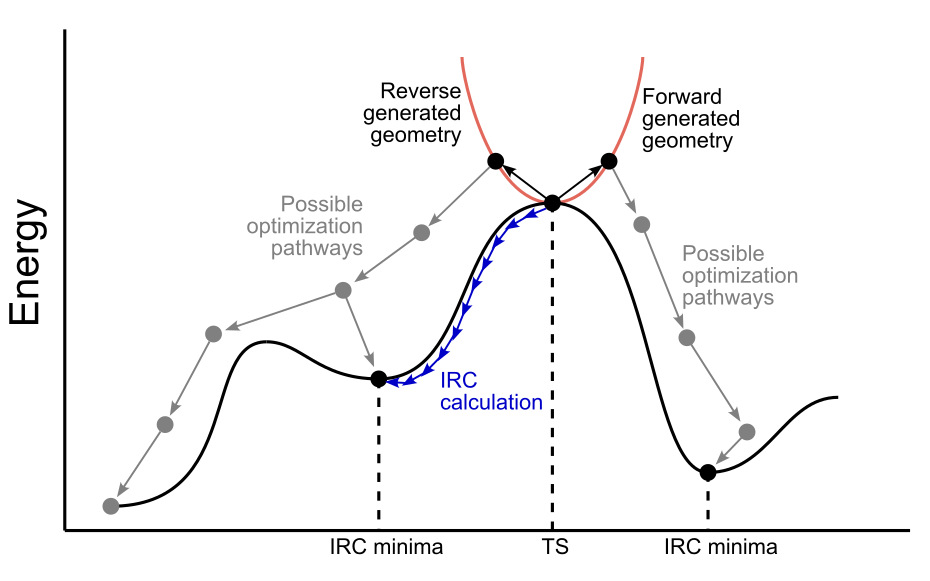 Energy
Reverse
generated
geometry
Forward
generated
geometry
Possible
optimization
pathways
Possible
optimization
pathways
IRC
calculation
IRC minima
TS
IRC minima